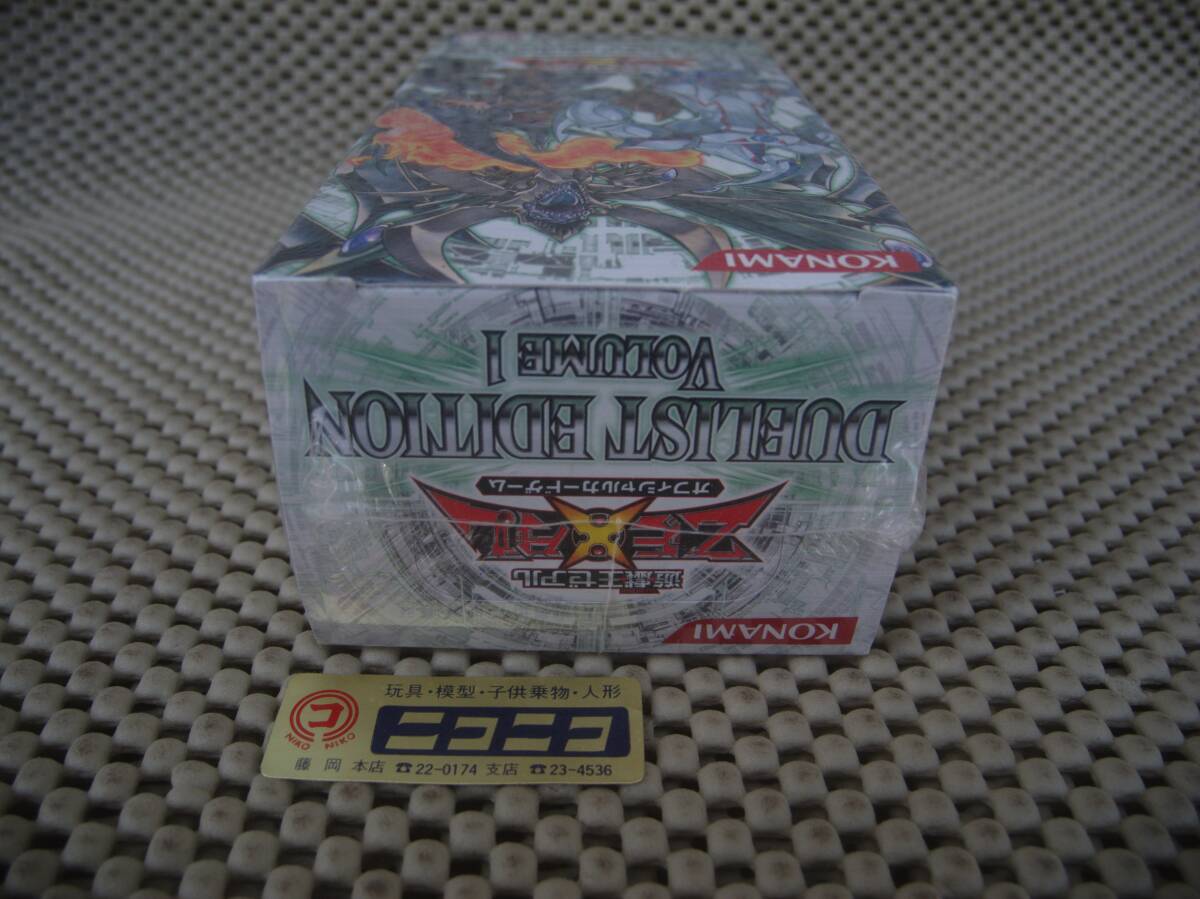 KONAMI
VOLUME 1
DUELIST EDITION
オフィシャルカードゲーム
ZEXAL
遊戯王ゼアル
KONAMI
玩具・模型・子供乗物・人形
NIKO NIKO
ニコニコ
藤岡 本店 ☎22-0174 支店 ☎23-4536